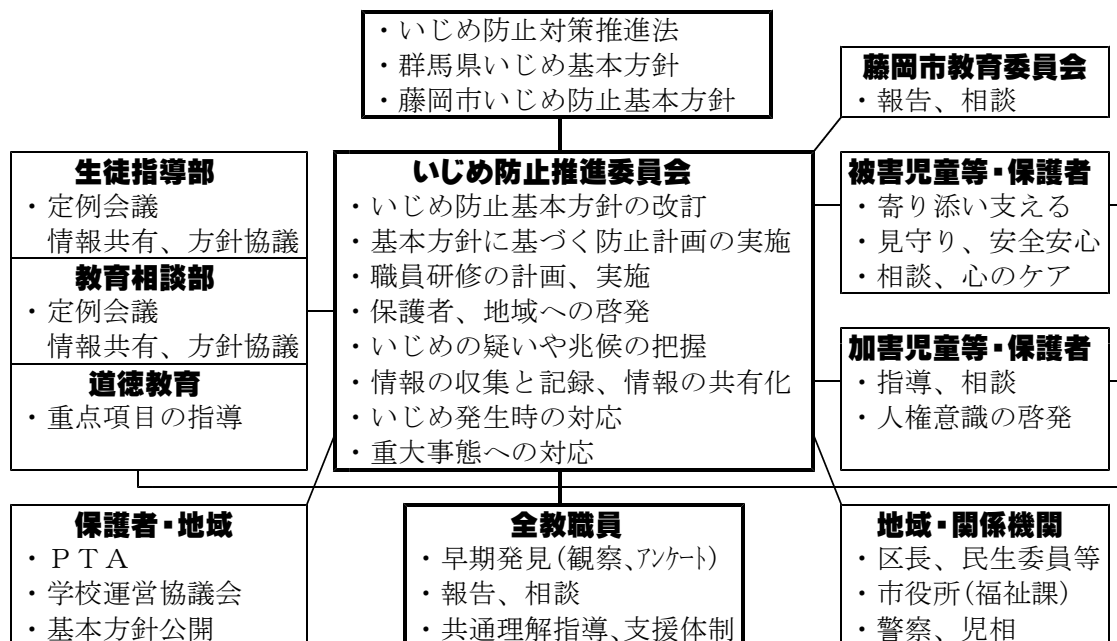 ・いじめ防止対策推進法
・群馬県いじめ基本方針
・藤岡市いじめ防止基本方針
藤岡市教育委員会
・報告、相談
生徒指導部
・定例会議
情報共有、方針協議
教育相談部
・定例会議
情報共有、方針協議
道徳教育
・重点項目の指導
いじめ防止推進委員会
・いじめ防止基本方針の改訂
・基本方針に基づく防止計画の実施
・職員研修の計画、実施
・保護者、地域への啓発
・いじめの疑いや兆候の把握
・情報の収集と記録、情報の共有化
・いじめ発生時の対応
・重大事態への対応
被害児童等・保護者
・寄り添い支える
・見守り、安全安心
・相談、心のケア
加害児童等・保護者
・指導、相談
・人権意識の啓発
保護者・地域
・ＰＴＡ
・学校運営協議会
・基本方針公開
全教職員
・早期発見(観察、ｱﾝｹｰﾄ)
・報告、相談
・共通理解指導、支援体制
地域・関係機関
・区長、民生委員等
・市役所(福祉課)
・警察、児相